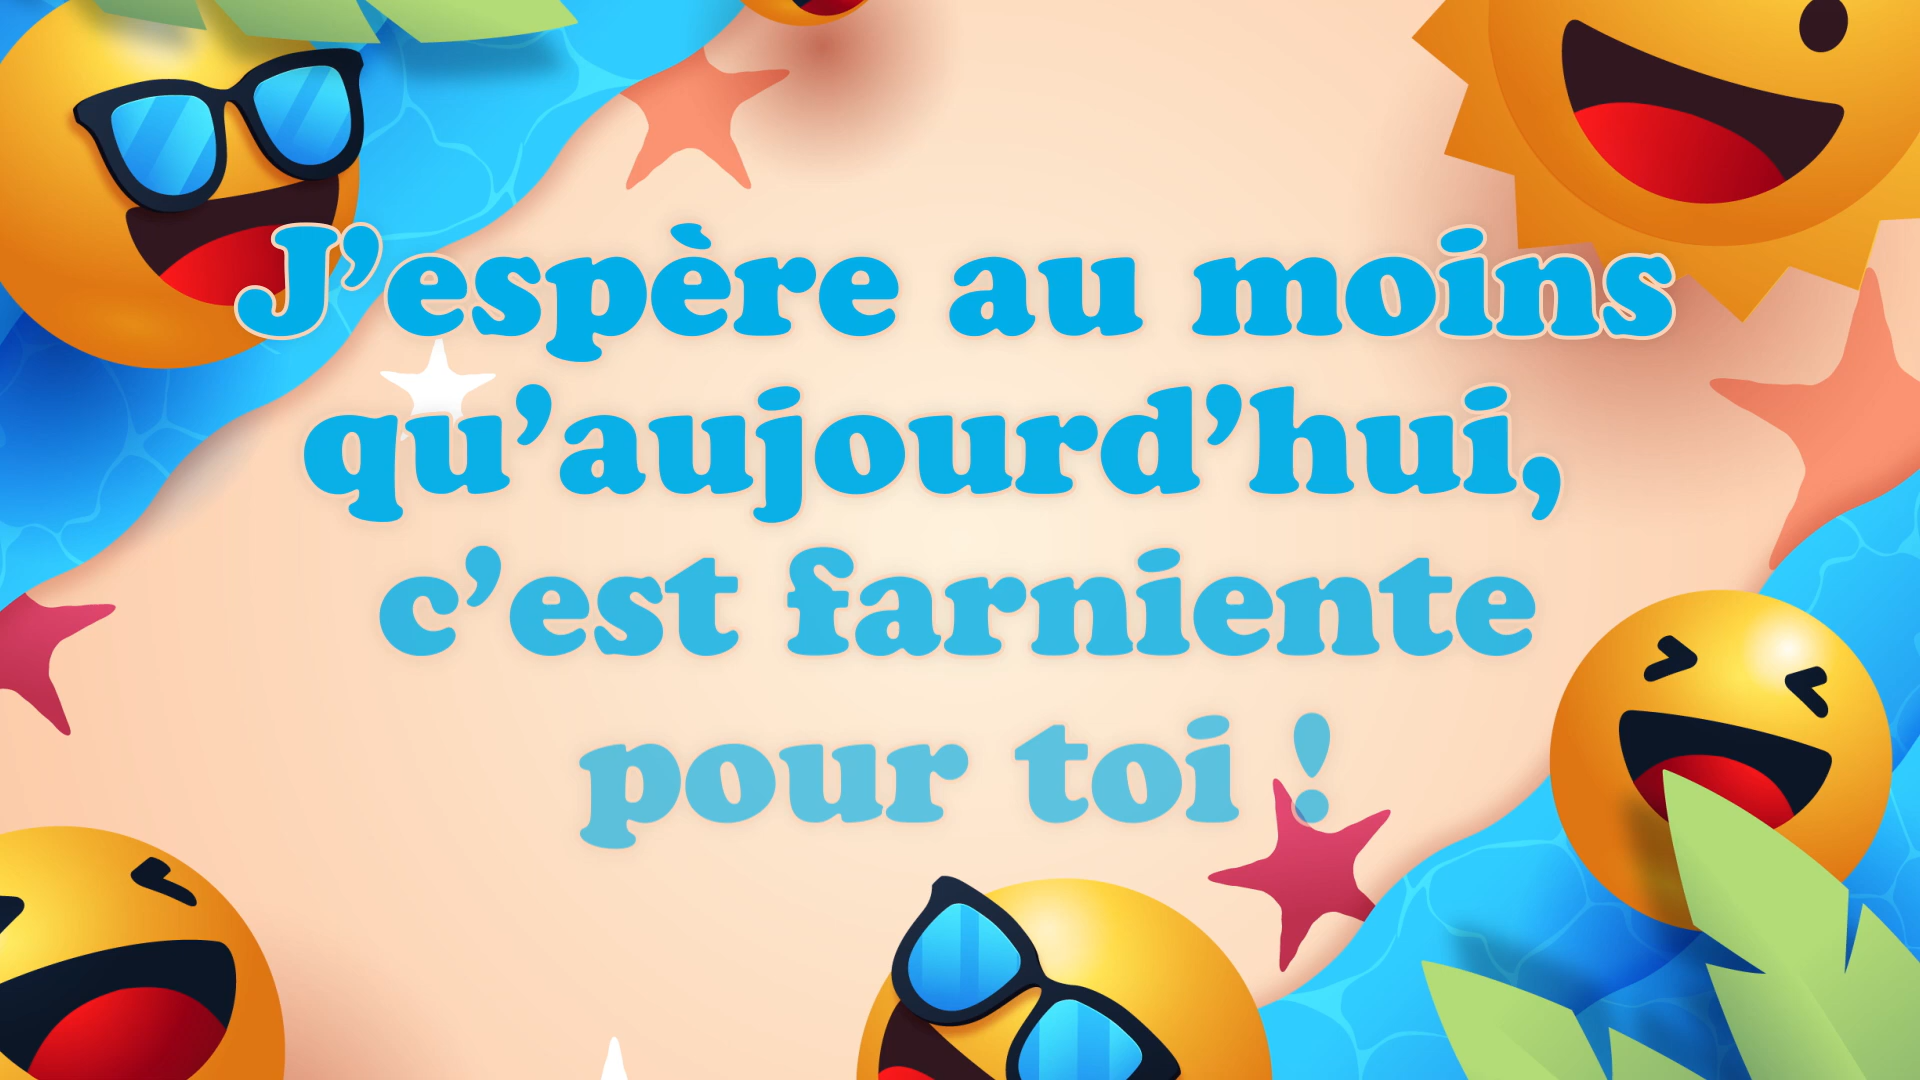 J’espère au moins
qu’aujourd’hui,
c’est farniente
pour toi !